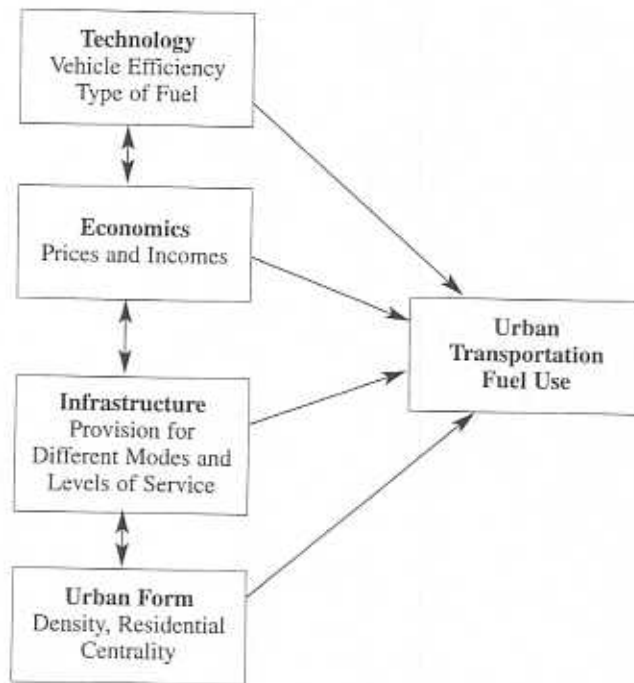 Technology
Vehicle Efficiency
Type of Fuel
Economics
Prices and Incomes
Infrastructure
Provision for
Different Modes and
Levels of Service
Urban Form
Density, Residential
Centrality
Urban
Transportation
Fuel Use